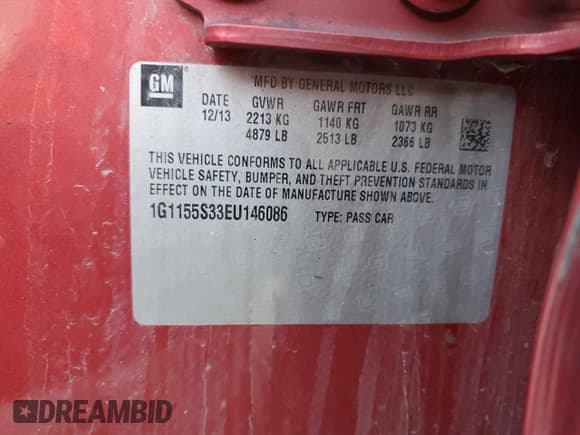 GM
MFD BY GENERAL MOTORS LLC
DATE GVWR GAWR FRT GAWR RR
12/13 2213 KG 1140 KG 1073 KG
4879 LB 2513 LB 2366 LB
THIS VEHICLE CONFORMS TO ALL APPLICABLE U.S. FEDERAL MOTOR
VEHICLE SAFETY, BUMPER, AND THEFT PREVENTION STANDARDS IN
EFFECT ON THE DATE OF MANUFACTURE SHOWN ABOVE.
1G1155S33EU146086 TYPE: PASS CAR
DREAMBID